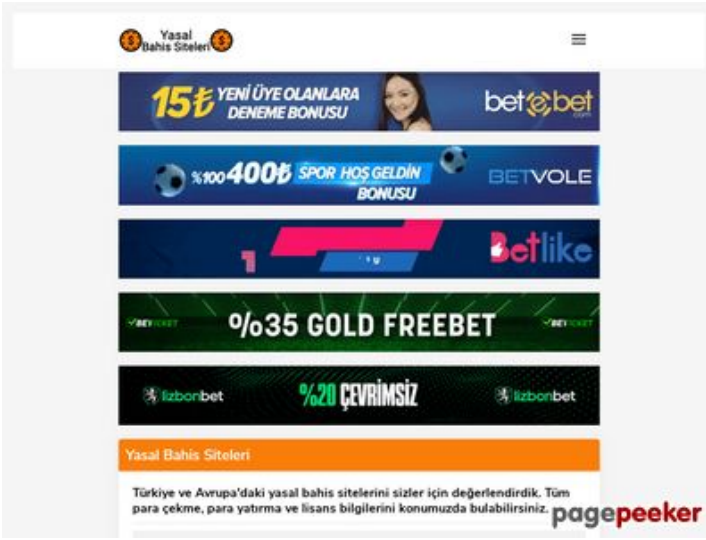 Yasal
Bahis Siteleri
15₺ YENİ ÜYE OLANLARA
DENEME BONUSU
betebet
.com
%100 400₺ SPOR HOŞ GELDİN
BONUSU
BETVOLE
1
Betlike
%35 GOLD FREEBET
lizbonbet %20 ÇEVRİMSİZ lizbonbet
Yasal Bahis Siteleri
Türkiye ve Avrupa'daki yasal bahis sitelerini sizler için değerlendirdik. Tüm
para çekme, para yatırma ve lisans bilgilerini konumuzda bulabilirsiniz.
pagepeeker